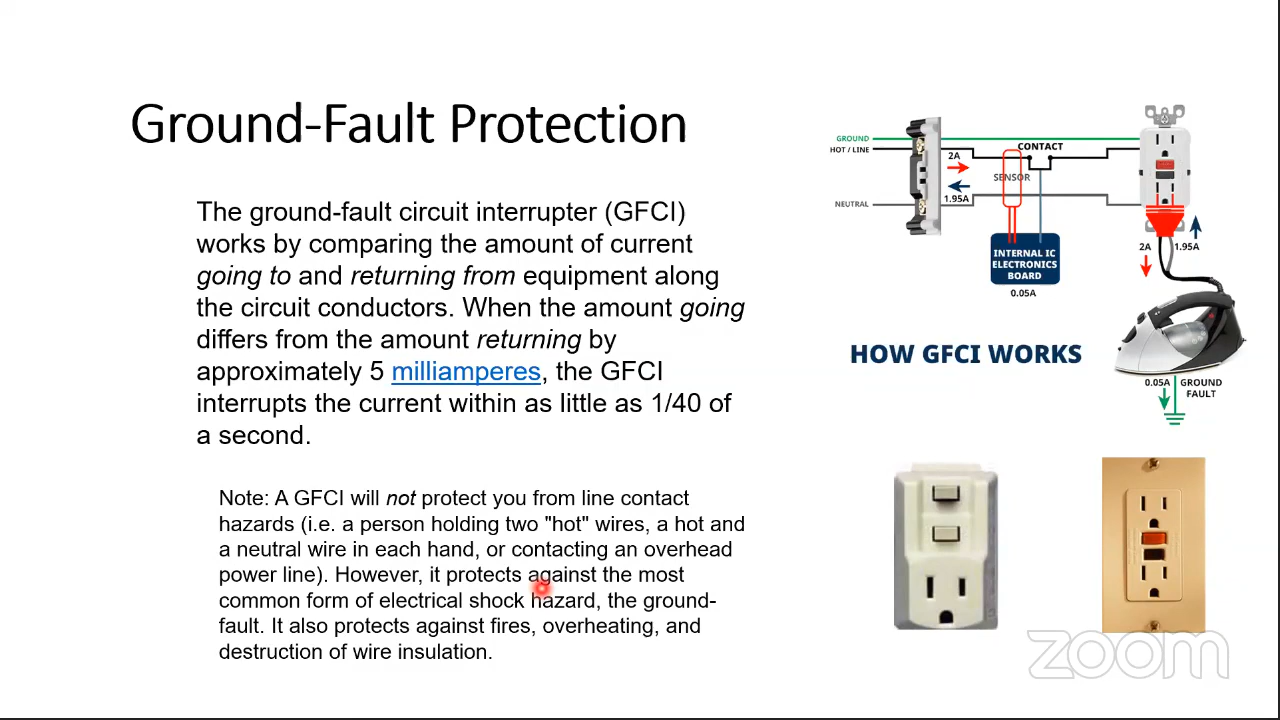 Ground-Fault Protection
The ground-fault circuit interrupter (GFCI)
works by comparing the amount of current
going to and returning from equipment along
the circuit conductors. When the amount going
differs from the amount returning by
approximately 5 milliamperes, the GFCI
interrupts the current within as little as 1/40 of
a second.
Note: A GFCI will not protect you from line contact
hazards (i.e. a person holding two "hot" wires, a hot and
a neutral wire in each hand, or contacting an overhead
power line). However, it protects against the most
common form of electrical shock hazard, the ground-
fault. It also protects against fires, overheating, and
destruction of wire insulation.
GROUND
HOT / LINE
NEUTRAL
2A
1.95A
SENSOR
CONTACT
INTERNAL IC
ELECTRONICS
BOARD
0.05A
2A
1.95A
HOW GFCI WORKS
0.05A
GROUND
FAULT
zoom